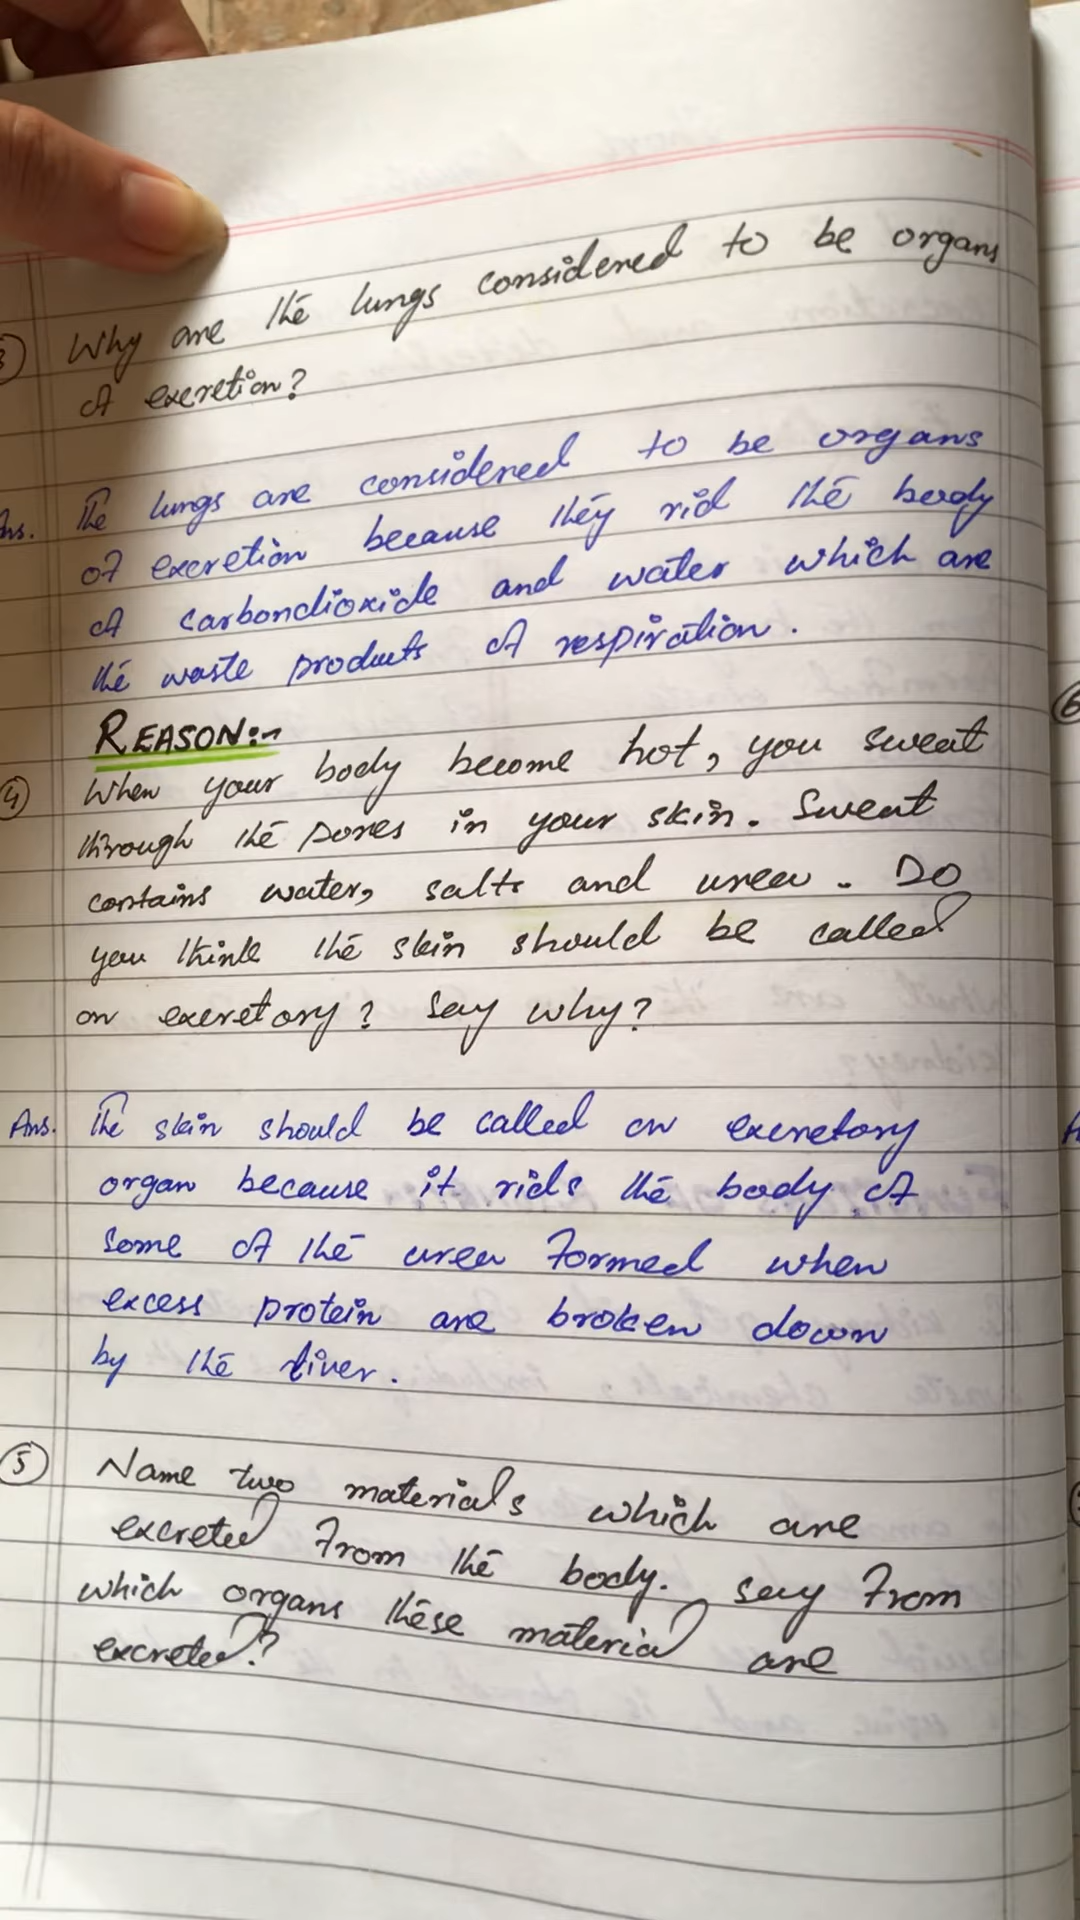 ③ Why are the lungs considered to be organs
of excretion?
Ans. The lungs are considered to be organs
of excretion because they rid the body
of carbondioxide and water which are
the waste products of respiration.
REASON:-
④ When your body become hot, you sweat
through the pores in your skin. Sweat
contains water, salts and urea. Do
you think the skin should be called
an excretory? Say why?
Ans. The skin should be called an excretory
organ because it rids the body of
some of the urea formed when
excess protein are broken down
by the liver.
⑤ Name two materials which are
excreted from the body. say from
which organs these material are
excreted?
⑥